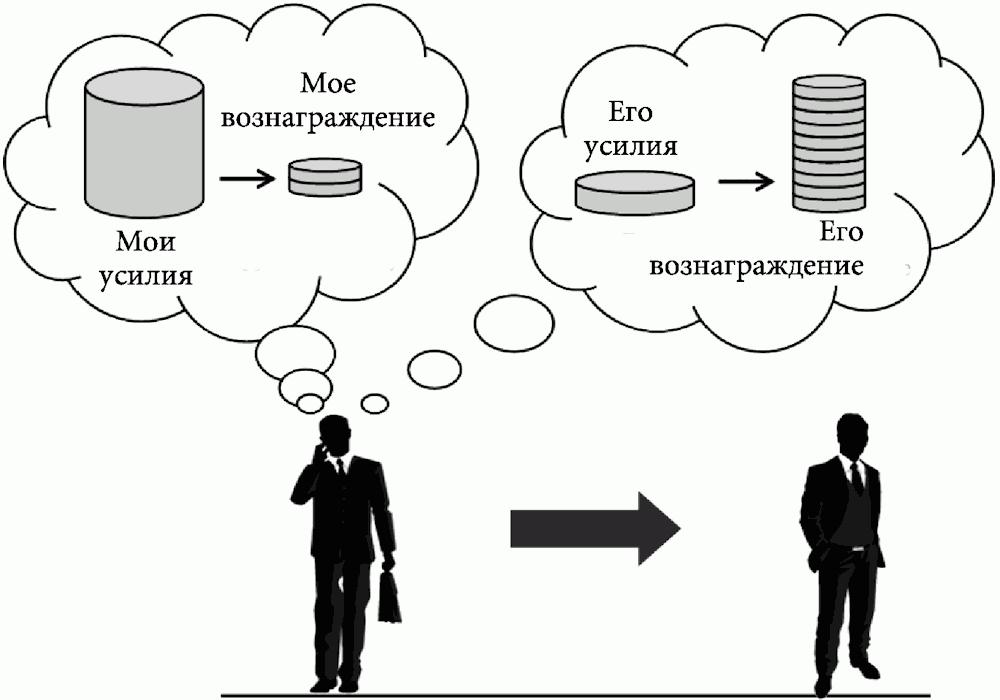 Мое
вознаграждение
Мои
усилия
Его
усилия
Его
вознаграждение